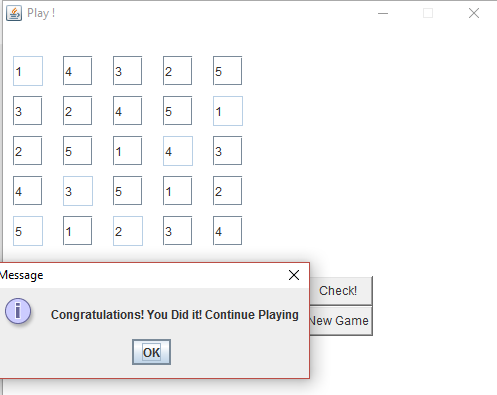 Play !
1 4 3 2 5
3 2 4 5 1
2 5 1 4 3
4 3 5 1 2
5 1 2 3 4
Message
Congratulations! You Did it! Continue Playing
OK
Check!
New Game